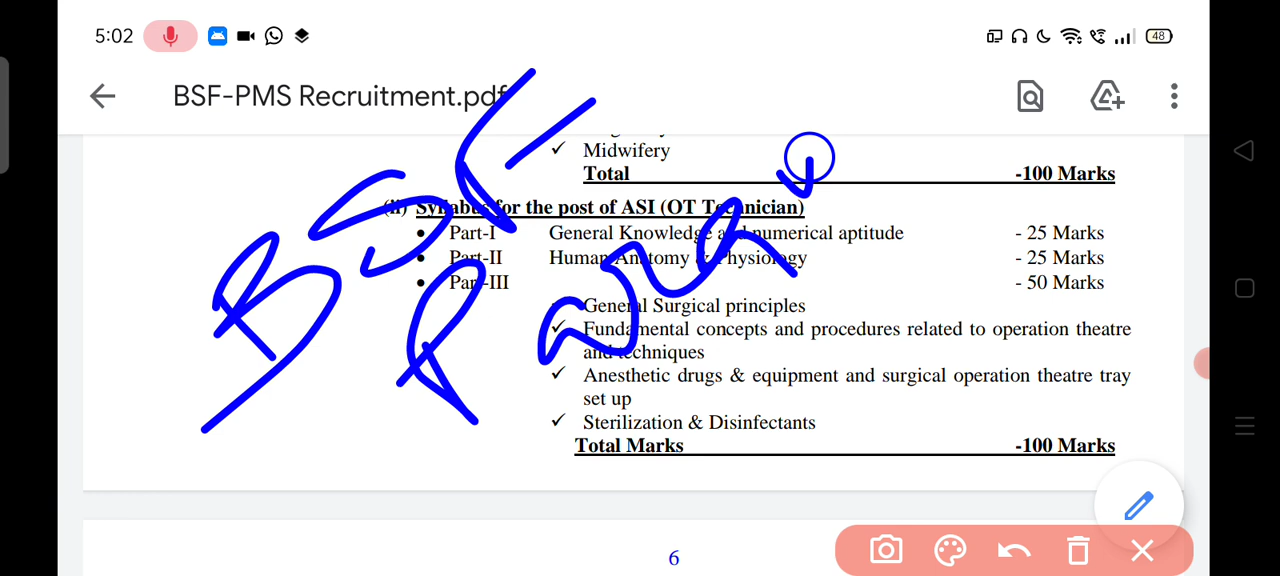 5:02
48
BSF-PMS Recruitment.pdf
✓ Midwifery
Total -100 Marks
(ii) Syllabus for the post of ASI (OT Technician)
• Part-I General Knowledge and numerical aptitude - 25 Marks
• Part-II Human Anatomy & Physiology - 25 Marks
• Part-III - 50 Marks
General Surgical principles
✓ Fundamental concepts and procedures related to operation theatre
and techniques
✓ Anesthetic drugs & equipment and surgical operation theatre tray
set up
✓ Sterilization & Disinfectants
Total Marks -100 Marks
6